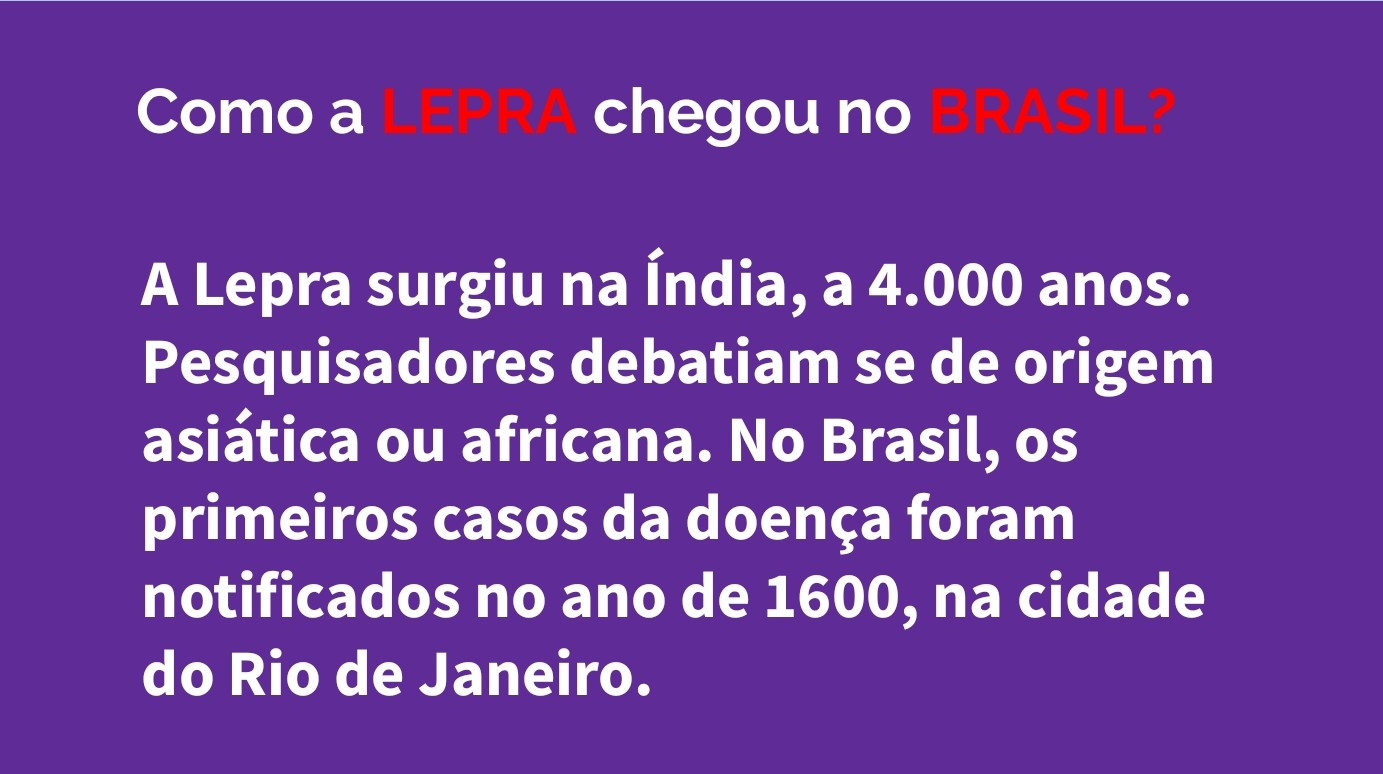 Como a LEPRA chegou no BRASIL?
A Lepra surgiu na Índia, a 4.000 anos.
Pesquisadores debatiam se de origem
asiática ou africana. No Brasil, os
primeiros casos da doença foram
notificados no ano de 1600, na cidade
do Rio de Janeiro.